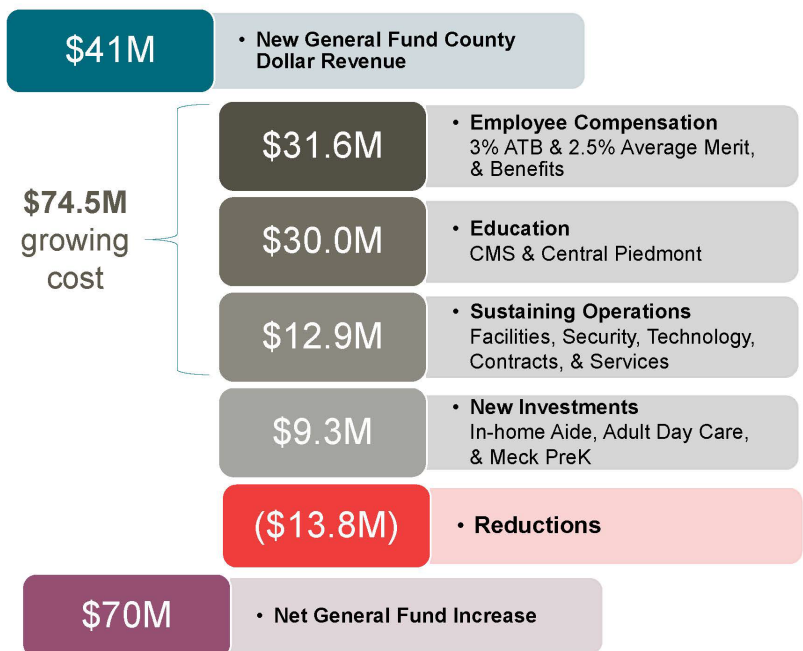 $41M
• New General Fund County
Dollar Revenue
$74.5M
growing
cost
$31.6M
• Employee Compensation
3% ATB & 2.5% Average Merit,
& Benefits
$30.0M
• Education
CMS & Central Piedmont
$12.9M
• Sustaining Operations
Facilities, Security, Technology,
Contracts, & Services
$9.3M
• New Investments
In-home Aide, Adult Day Care,
& Meck PreK
($13.8M)
• Reductions
$70M
• Net General Fund Increase